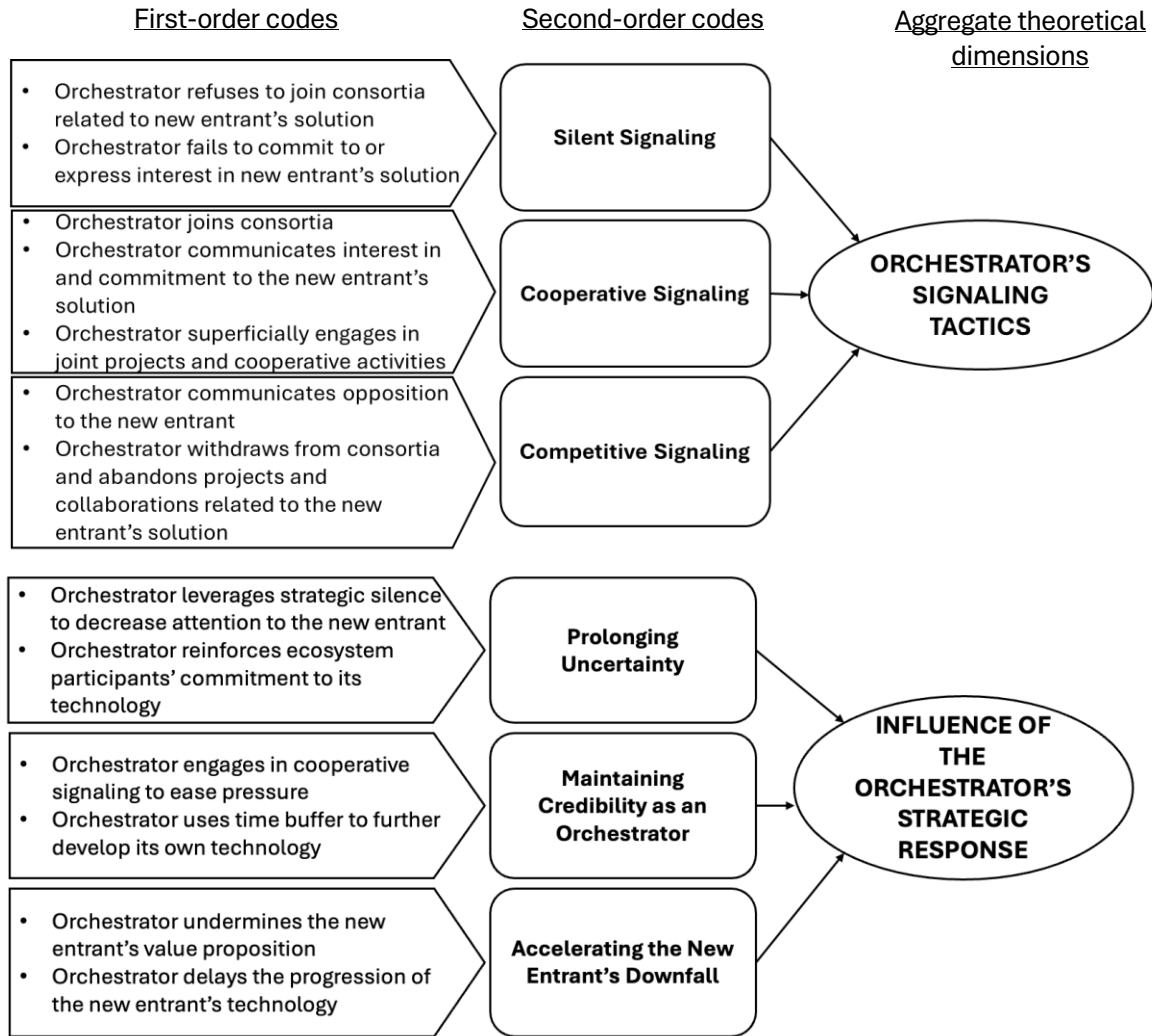 First-order codes
Second-order codes
Aggregate theoretical
dimensions
• Orchestrator refuses to join consortia
related to new entrant's solution
• Orchestrator fails to commit to or
express interest in new entrant's solution
Silent Signaling
• Orchestrator joins consortia
• Orchestrator communicates interest in
and commitment to the new entrant's
solution
• Orchestrator superficially engages in
joint projects and cooperative activities
Cooperative Signaling
• Orchestrator communicates opposition
to the new entrant
• Orchestrator withdraws from consortia
and abandons projects and
collaborations related to the new
entrant's solution
Competitive Signaling
ORCHESTRATOR'S
SIGNALING
TACTICS
• Orchestrator leverages strategic silence
to decrease attention to the new entrant
• Orchestrator reinforces ecosystem
participants' commitment to its
technology
Prolonging
Uncertainty
• Orchestrator engages in cooperative
signaling to ease pressure
• Orchestrator uses time buffer to further
develop its own technology
Maintaining
Credibility as an
Orchestrator
• Orchestrator undermines the new
entrant's value proposition
• Orchestrator delays the progression of
the new entrant's technology
Accelerating the New
Entrant's Downfall
INFLUENCE OF
THE
ORCHESTRATOR'S
STRATEGIC
RESPONSE